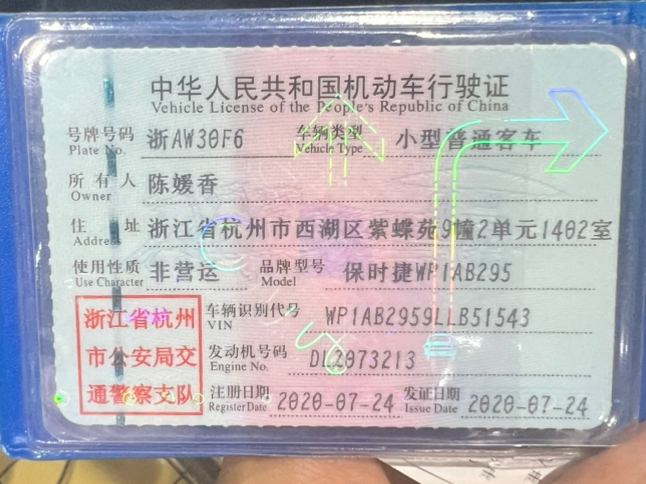 中华人民共和国机动车行驶证
Vehicle License of the People's Republic of China
号牌号码 浙AW30F6 车辆类型 小型普通客车
Plate No. Vehicle Type
所有人 陈媛香
Owner
住址 浙江省杭州市西湖区紫蝶苑9幢2单元1402室
Address
使用性质 非营运 品牌型号 保时捷WP1AB295
Use Character Model
浙江省杭州
市公安局交
通警察支队
车辆识别代号 WP1AB2959LLB51543
VIN
发动机号码 DL2073213
Engine No.
注册日期 2020-07-24 发证日期 2020-07-24
Register Date Issue Date